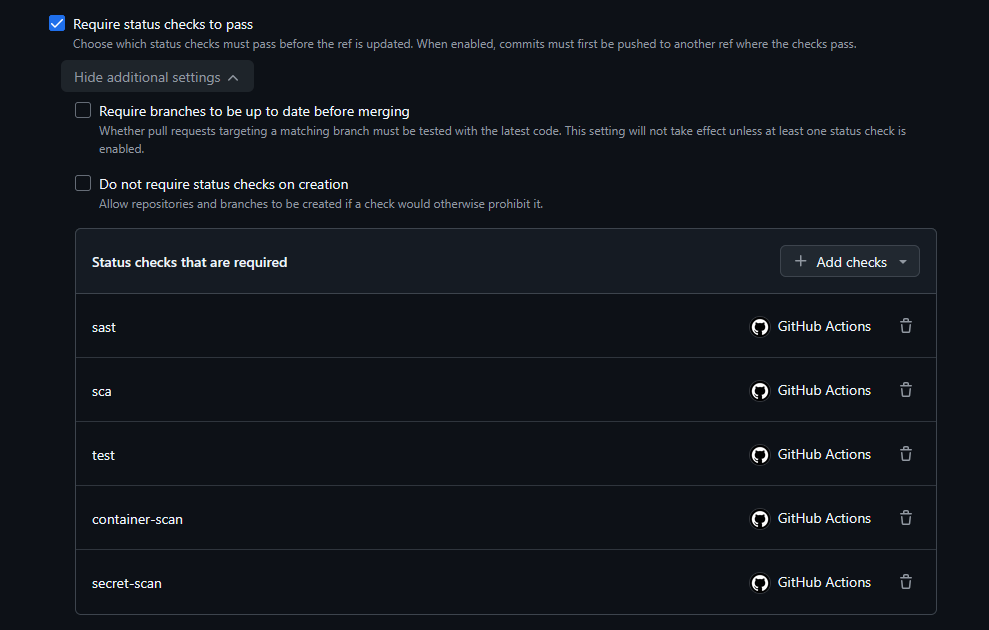 Require status checks to pass
Choose which status checks must pass before the ref is updated. When enabled, commits must first be pushed to another ref where the checks pass.
Hide additional settings
Require branches to be up to date before merging
Whether pull requests targeting a matching branch must be tested with the latest code. This setting will not take effect unless at least one status check is
enabled.
Do not require status checks on creation
Allow repositories and branches to be created if a check would otherwise prohibit it.
Status checks that are required
Add checks
sast
GitHub Actions
sca
GitHub Actions
test
GitHub Actions
container-scan
GitHub Actions
secret-scan
GitHub Actions